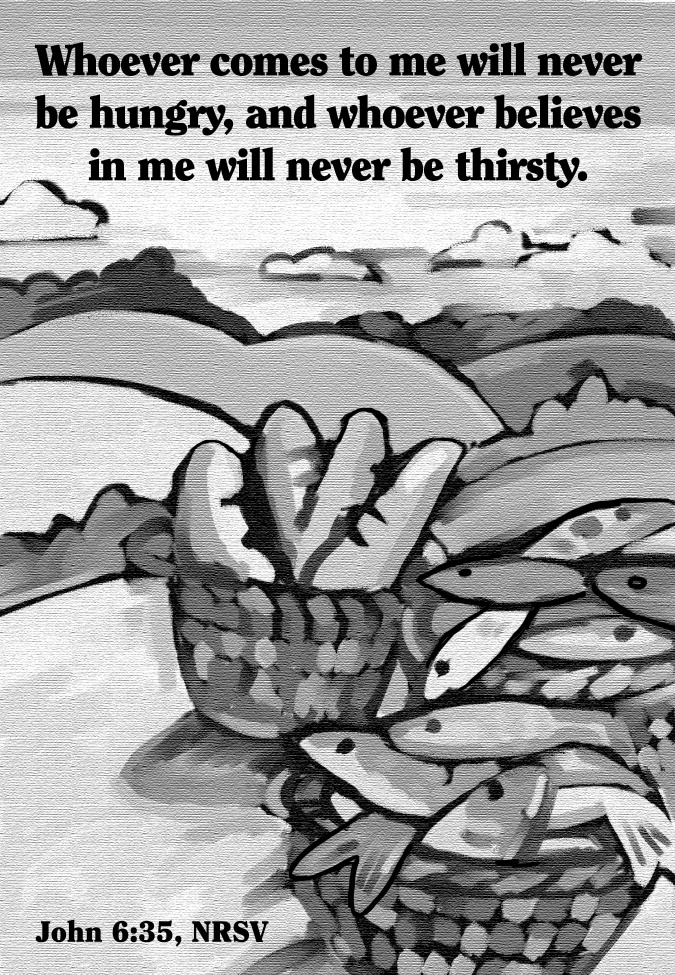 Whoever comes to me will never
be hungry, and whoever believes
in me will never be thirsty.
John 6:35, NRSV